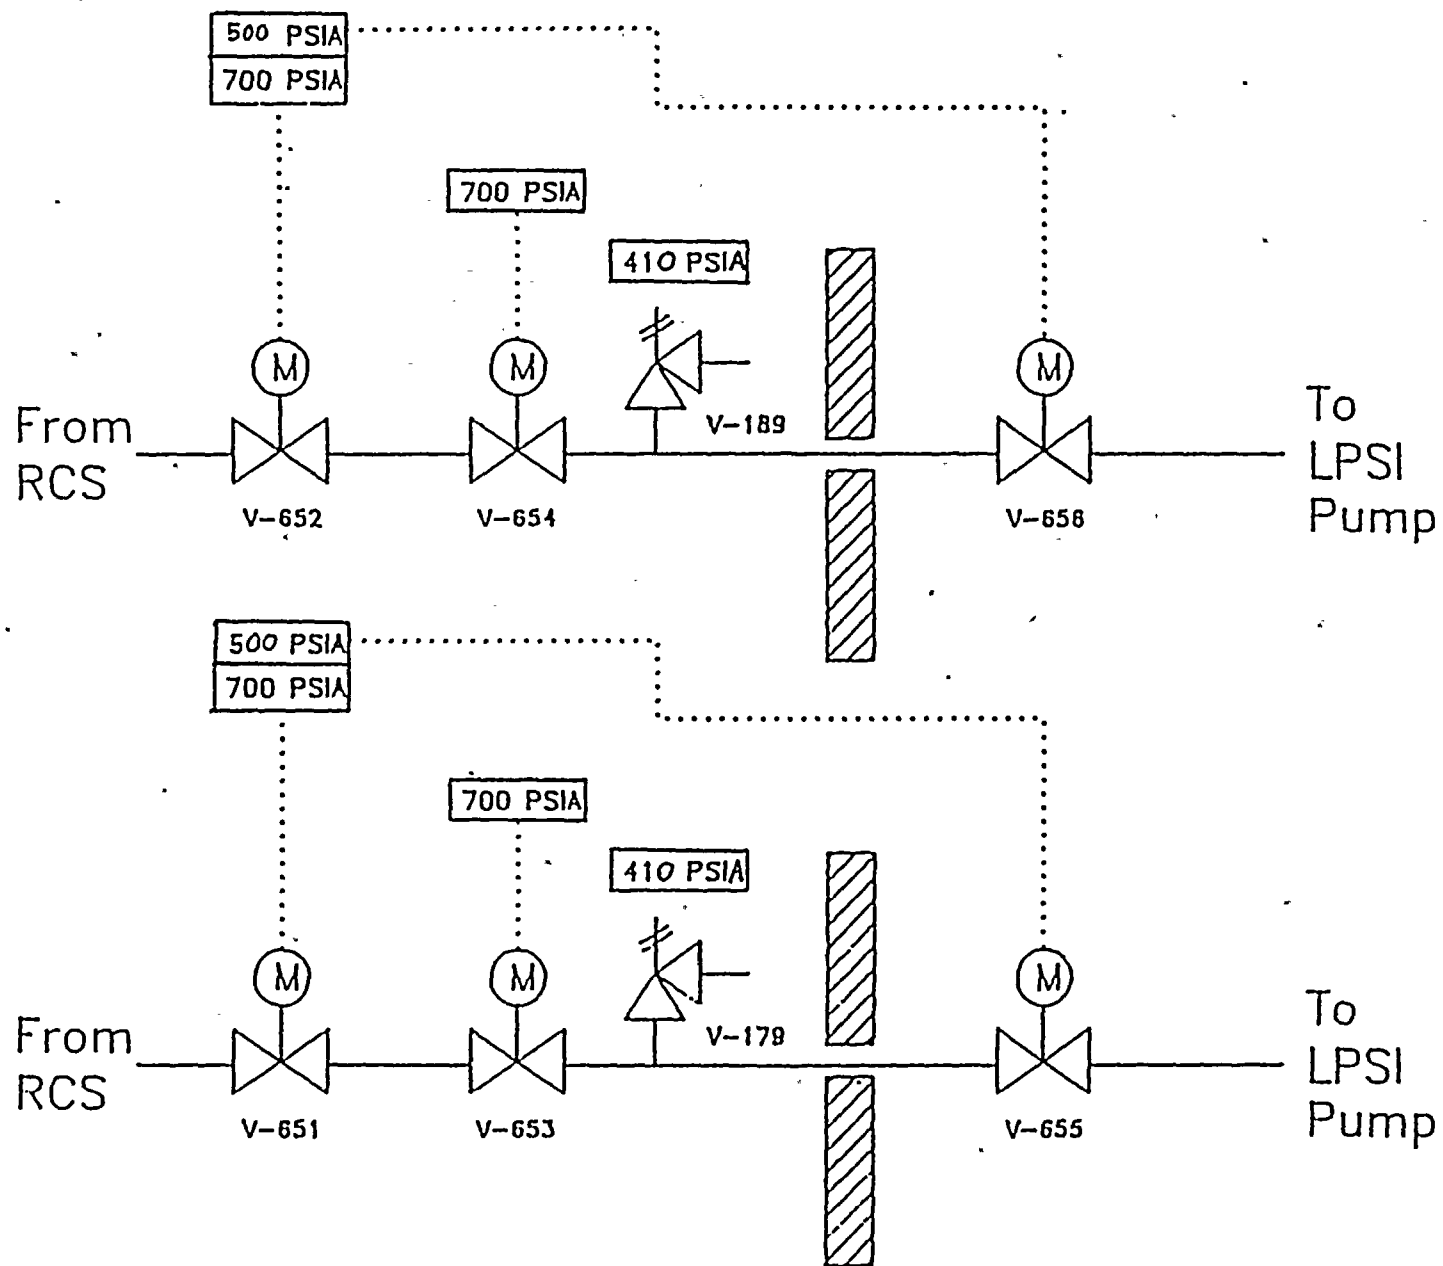 500 PSIA
700 PSIA
700 PSIA
410 PSIA
M
M
M
From
RCS
V-189
To
LPSI
Pump
V-652
V-654
V-656
500 PSIA
700 PSIA
700 PSIA
410 PSIA
M
M
M
From
RCS
V-179
To
LPSI
Pump
V-651
V-653
V-655